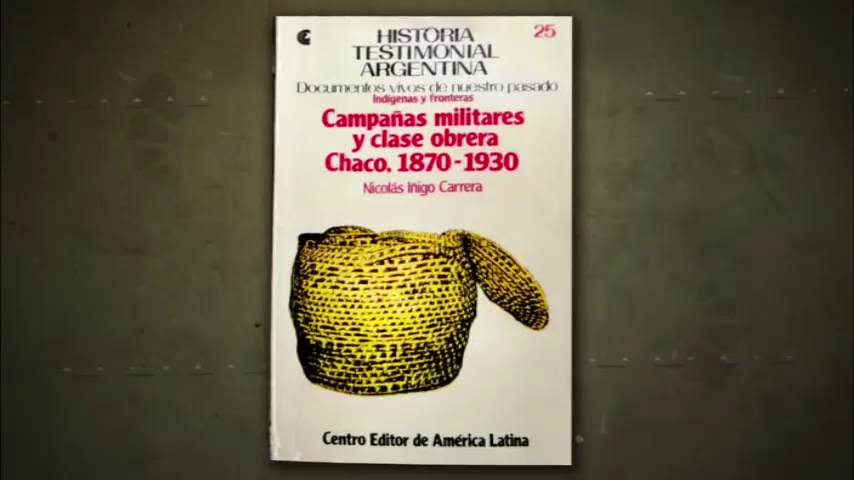 25
HISTORIA
TESTIMONIAL
ARGENTINA
Documentos vivos de nuestro pasado
Indígenas y fronteras
Campañas militares
y clase obrera
Chaco. 1870-1930
Nicolás Iñigo Carrera
Centro Editor de América Latina